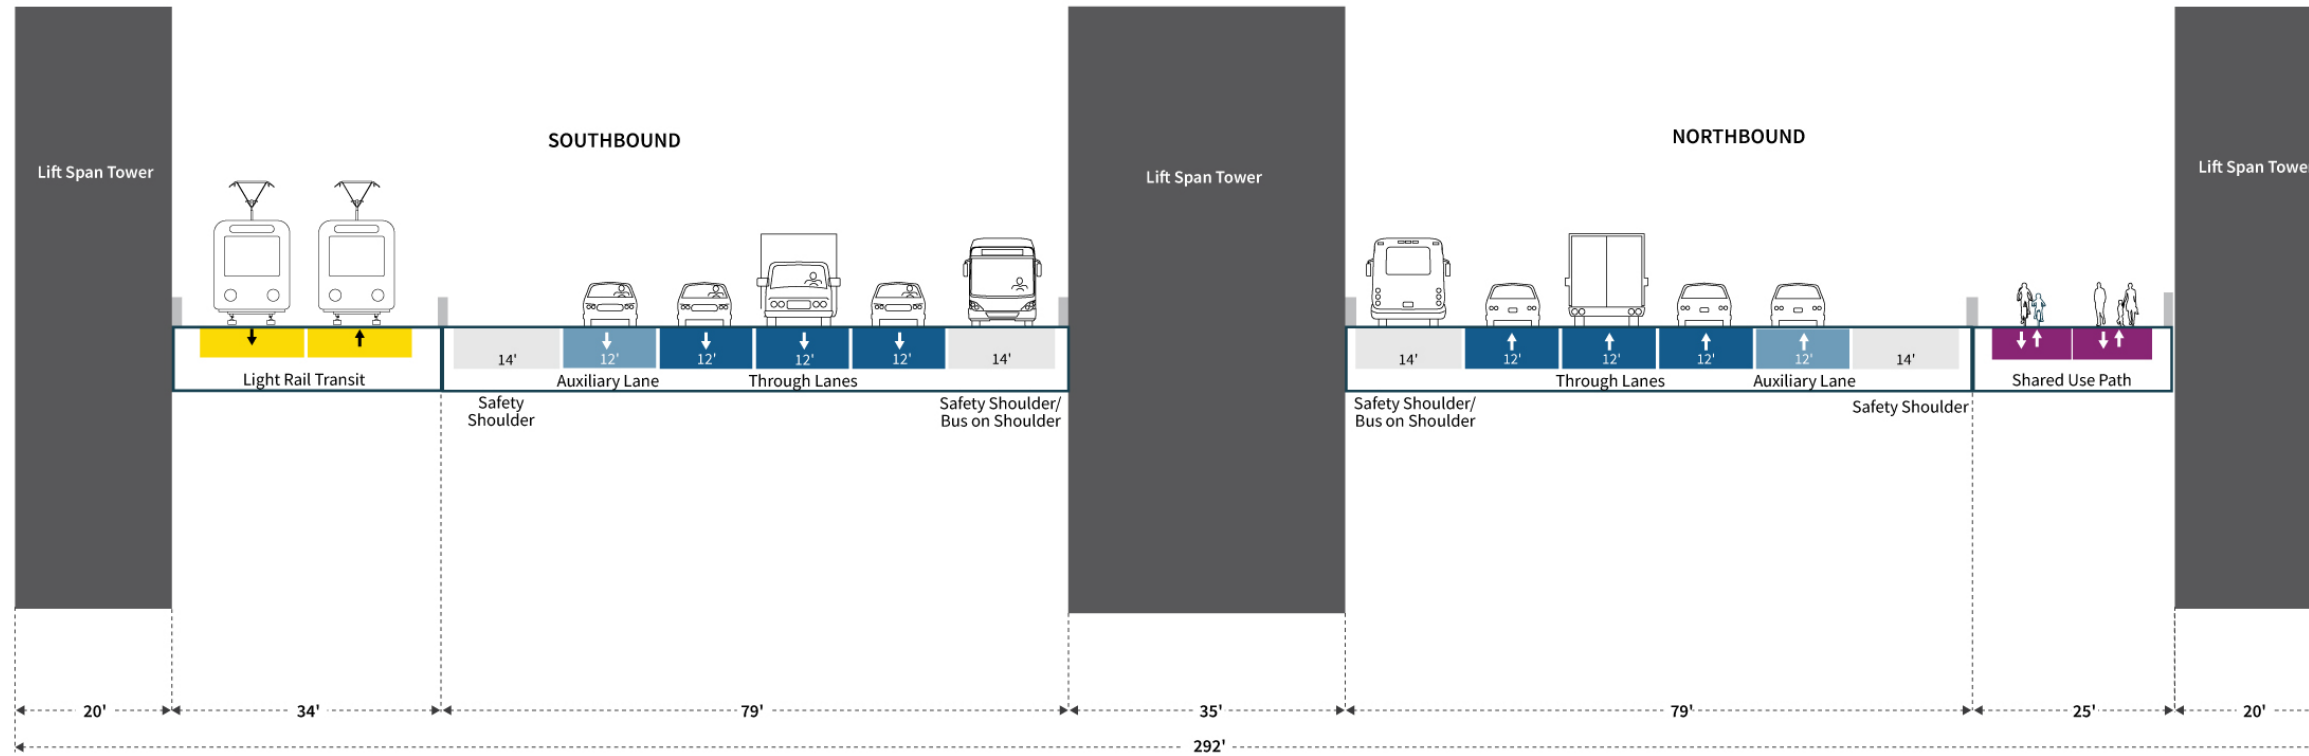 SOUTHBOUND
NORTHBOUND
Lift Span Tower
Lift Span Tower
Lift Span Towe
14'
12'
12'
12'
12'
14'
14'
12'
12'
12'
12'
14'
Light Rail Transit
Auxiliary Lane
Through Lanes
Through Lanes
Auxiliary Lane
Shared Use Path
Safety
Shoulder
Safety Shoulder/
Bus on Shoulder
Safety Shoulder/
Bus on Shoulder
Safety Shoulder
20'
34'
79'
35'
79'
25'
20'
292'